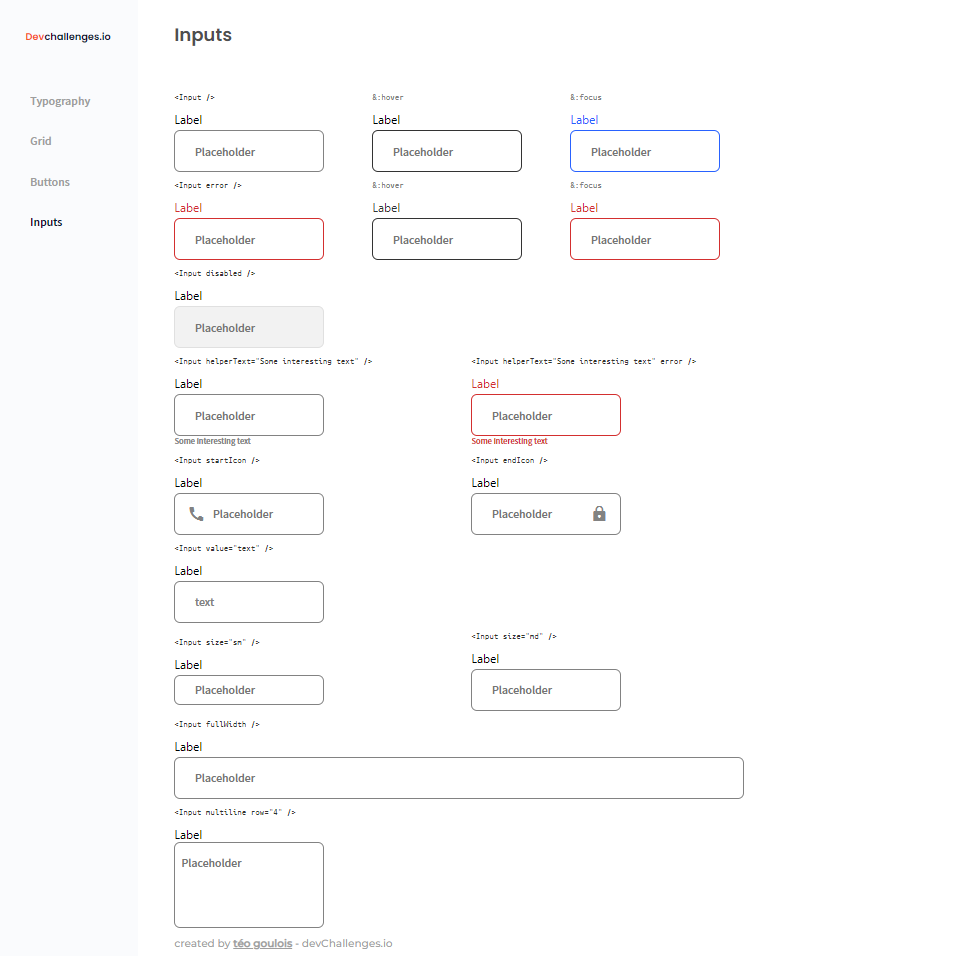 Devchallenges.io
Typography
Grid
Buttons
Inputs
Inputs
<Input /> &:hover &:focus
Label Label Label
Placeholder Placeholder Placeholder
<Input error /> &:hover &:focus
Label Label Label
Placeholder Placeholder Placeholder
<Input disabled />
Label
Placeholder
<Input helperText="Some interesting text" /> <Input helperText="Some interesting text" error />
Label Label
Placeholder Placeholder
Some interesting text Some interesting text
<Input startIcon /> <Input endIcon />
Label Label
Placeholder Placeholder
<Input value="text" />
Label
text
<Input size="sm" /> <Input size="md" />
Label Label
Placeholder Placeholder
<Input fullWidth />
Label
Placeholder
<Input multiline row="4" />
Label
Placeholder
created by téo goulois - devChallenges.io